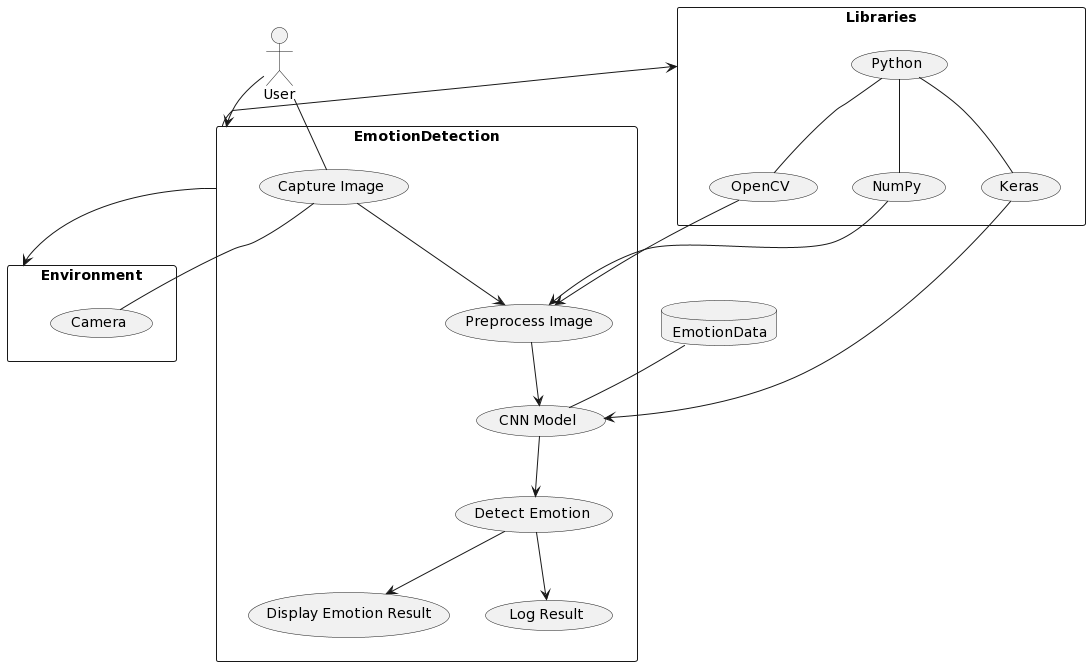 Libraries
Python
User
EmotionDetection
Capture Image
OpenCV
NumPy
Keras
Environment
Camera
Preprocess Image
EmotionData
CNN Model
Detect Emotion
Display Emotion Result
Log Result